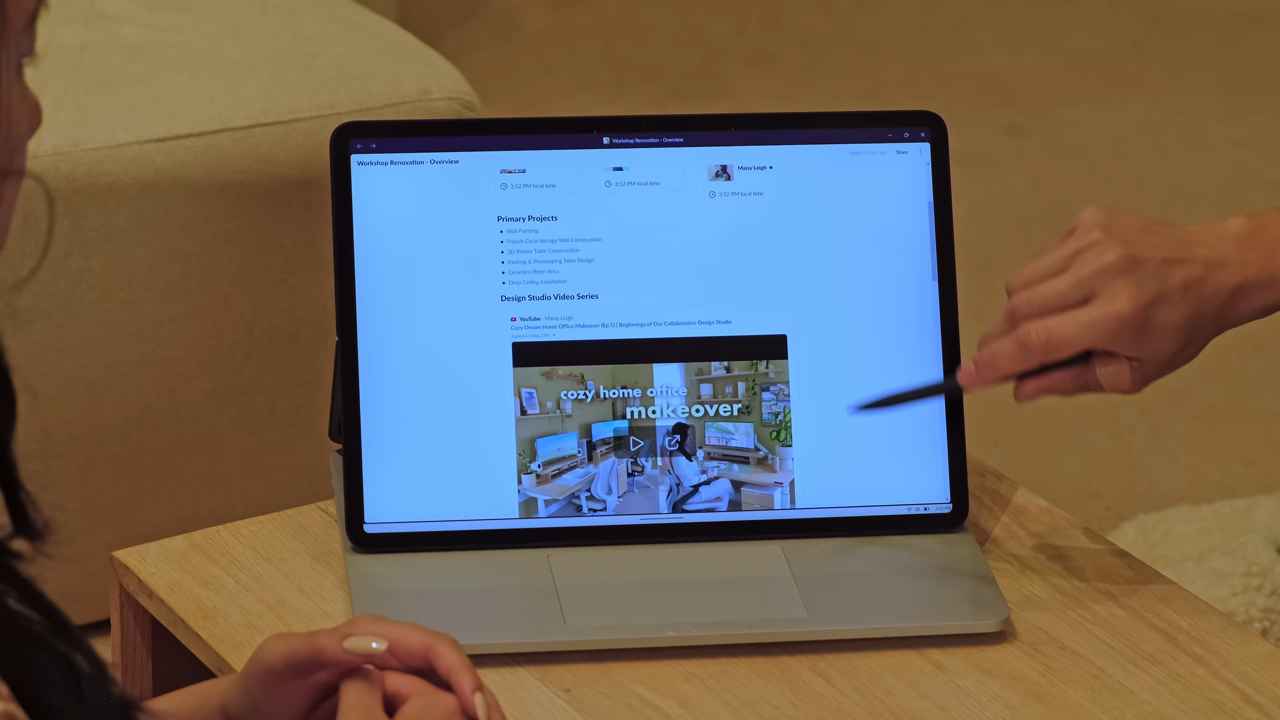 Workshop Renovation - Overview
Workshop Renovation - Overview
Share
Maisy Leigh
3:52 PM local time
3:52 PM local time
3:52 PM local time
Primary Projects
Wall Painting
French Cleat Storage Wall Construction
3D Printer Table Construction
Packing & Prototyping Table Design
Ceramics/Resin Area
Drop Ceiling Installation
Design Studio Video Series
YouTube · Maisy Leigh
Cozy Dream Home Office Makeover (Ep.1) | Beginnings of Our Collaborative Design Studio
cozy home office
makeover